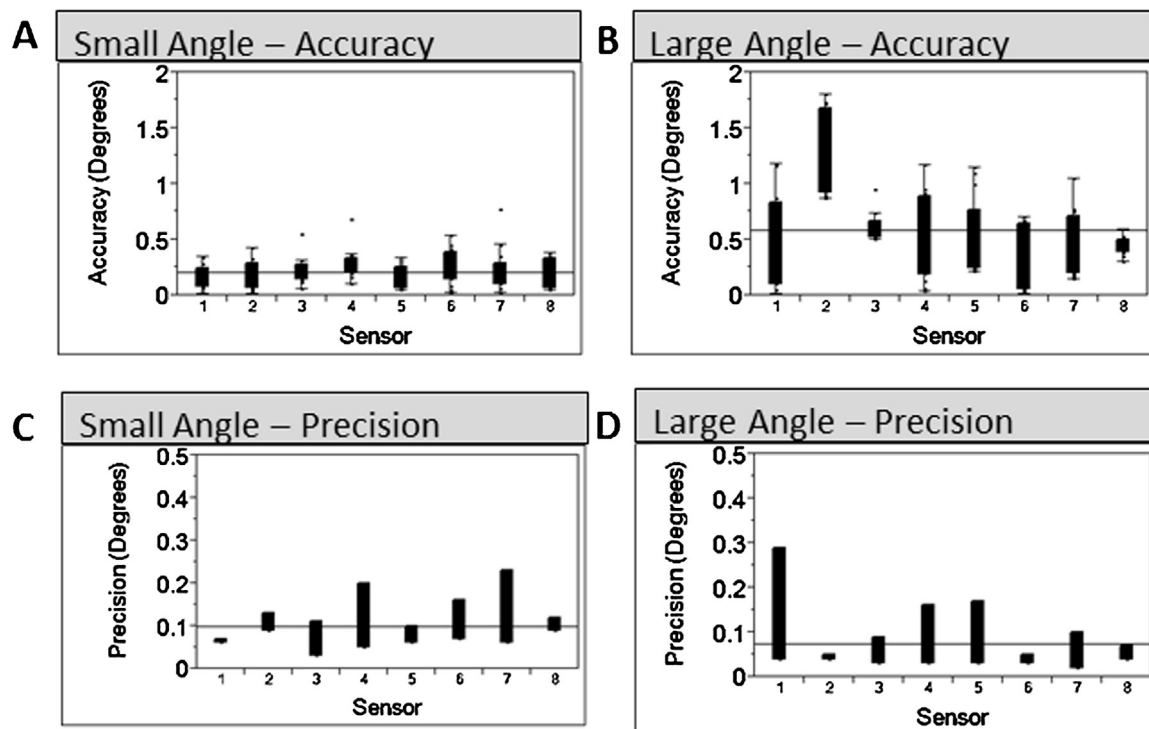 A
Small Angle – Accuracy
Accuracy (Degrees)
2
1.5
1
0.5
0
1 2 3 4 5 6 7 8
Sensor
B
Large Angle – Accuracy
Accuracy (Degrees)
2
1.5
1
0.5
0
1 2 3 4 5 6 7 8
Sensor
C
Small Angle – Precision
Precision (Degrees)
0.5
0.4
0.3
0.2
0.1
0
1 2 3 4 5 6 7 8
Sensor
D
Large Angle – Precision
Precision (Degrees)
0.5
0.4
0.3
0.2
0.1
0
1 2 3 4 5 6 7 8
Sensor